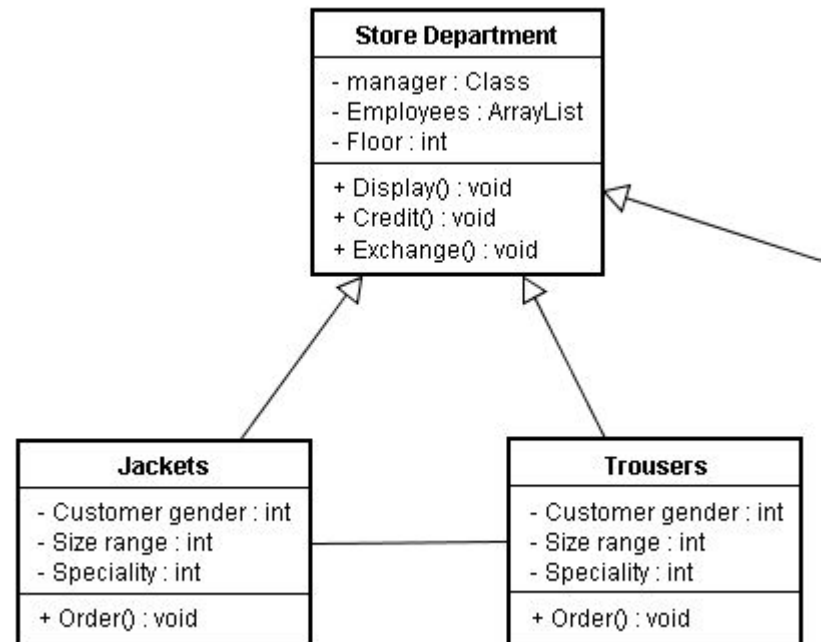 Store Department
- manager : Class
- Employees : ArrayList
- Floor : int
+ Display() : void
+ Credit() : void
+ Exchange() : void
Jackets
- Customer gender : int
- Size range : int
- Speciality : int
+ Order() : void
Trousers
- Customer gender : int
- Size range : int
- Speciality : int
+ Order() : void